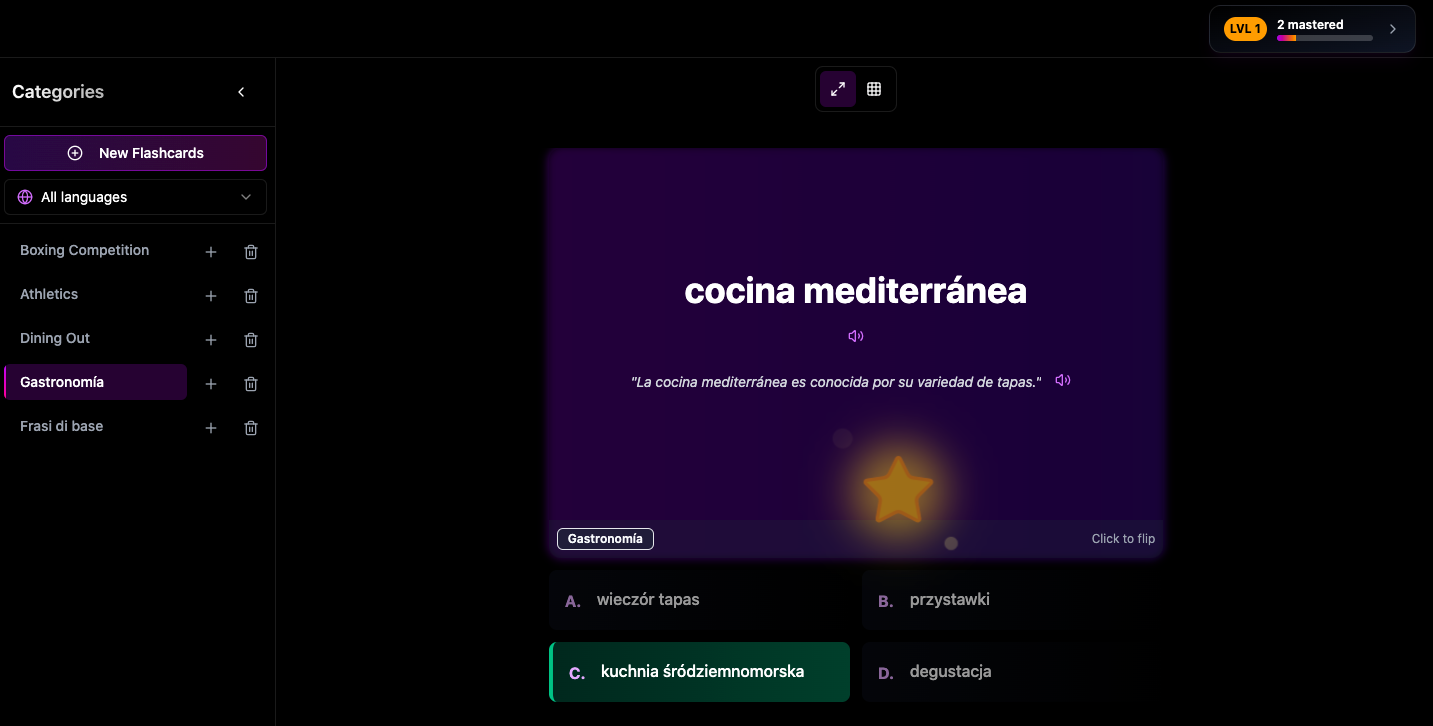 LVL 1
2 mastered
Categories
New Flashcards
All languages
Boxing Competition
Athletics
Dining Out
Gastronomía
Frasi di base
cocina mediterránea
"La cocina mediterránea es conocida por su variedad de tapas."
Gastronomía
Click to flip
A. wieczór tapas
B. przystawki
C. kuchnia śródziemnomorska
D. degustacja